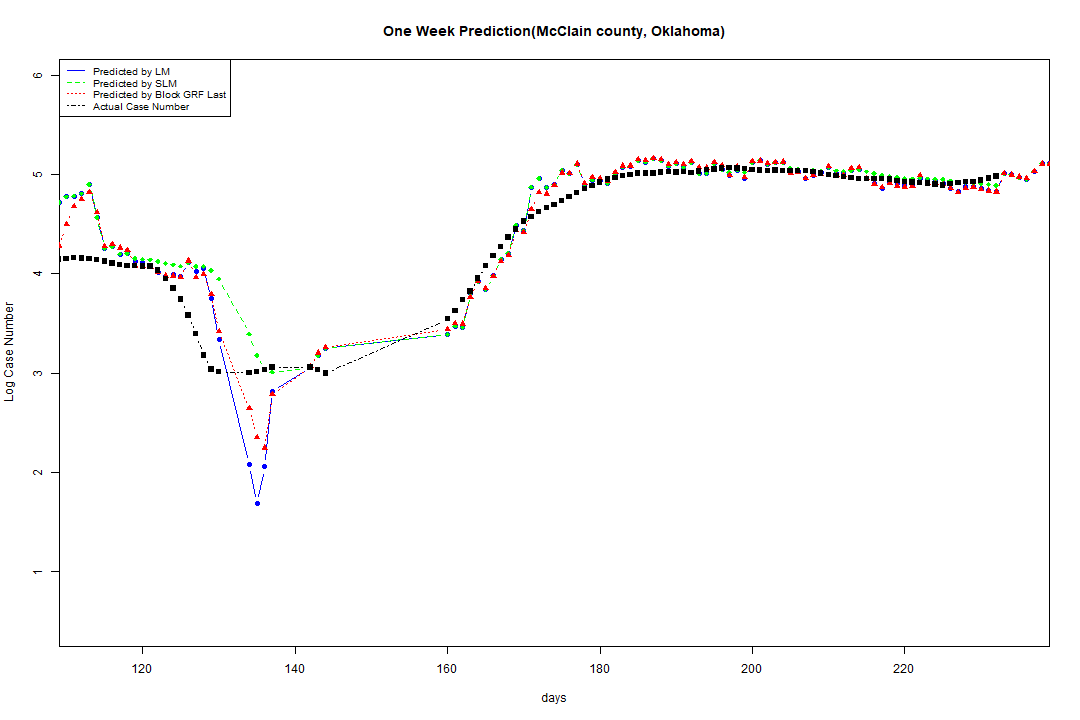 One Week Prediction(McClain county, Oklahoma)
Predicted by LM
Predicted by SLM
Predicted by Block GRF Last
Actual Case Number
6
5
4
3
2
1
Log Case Number
120 140 160 180 200 220
days